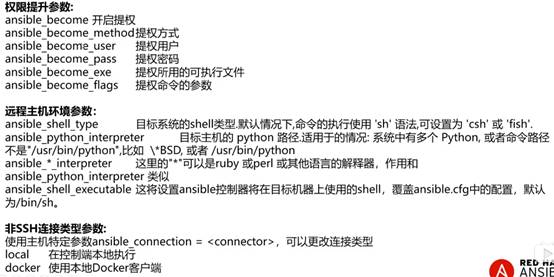 权限提升参数:
ansible_become 开启提权
ansible_become_method提权方式
ansible_become_user 提权用户
ansible_become_pass 提权密码
ansible_become_exe 提权所用的可执行文件
ansible_become_flags 提权命令的参数
远程主机环境参数:
ansible_shell_type 目标系统的shell类型.默认情况下,命令的执行使用 'sh' 语法,可设置为 'csh' 或 'fish'.
ansible_python_interpreter 目标主机的 python 路径.适用于的情况: 系统中有多个 Python, 或者命令路径
不是"/usr/bin/python",比如 \*BSD, 或者 /usr/bin/python
ansible_*_interpreter 这里的"*"可以是ruby 或perl 或其他语言的解释器，作用和
ansible_python_interpreter 类似
ansible_shell_executable 这将设置ansible控制器将在目标机器上使用的shell，覆盖ansible.cfg中的配置，默认
为/bin/sh。
非SSH连接类型参数:
使用主机特定参数ansible_connection = <connector>，可以更改连接类型
local 在控制端本地执行
docker 使用本地Docker客户端
RED HA
ANSI